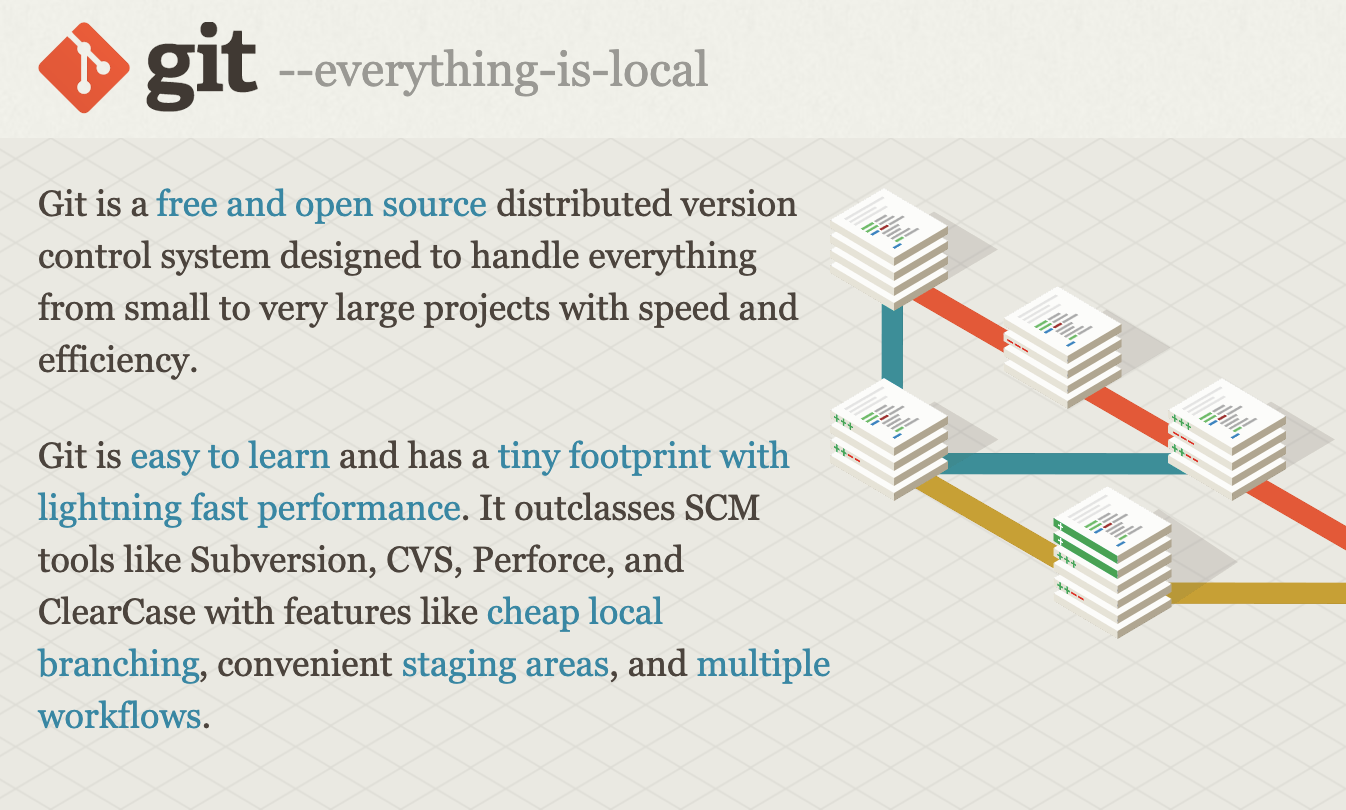 git --everything-is-local
Git is a free and open source distributed version
control system designed to handle everything
from small to very large projects with speed and
efficiency.
Git is easy to learn and has a tiny footprint with
lightning fast performance. It outclasses SCM
tools like Subversion, CVS, Perforce, and
ClearCase with features like cheap local
branching, convenient staging areas, and multiple
workflows.